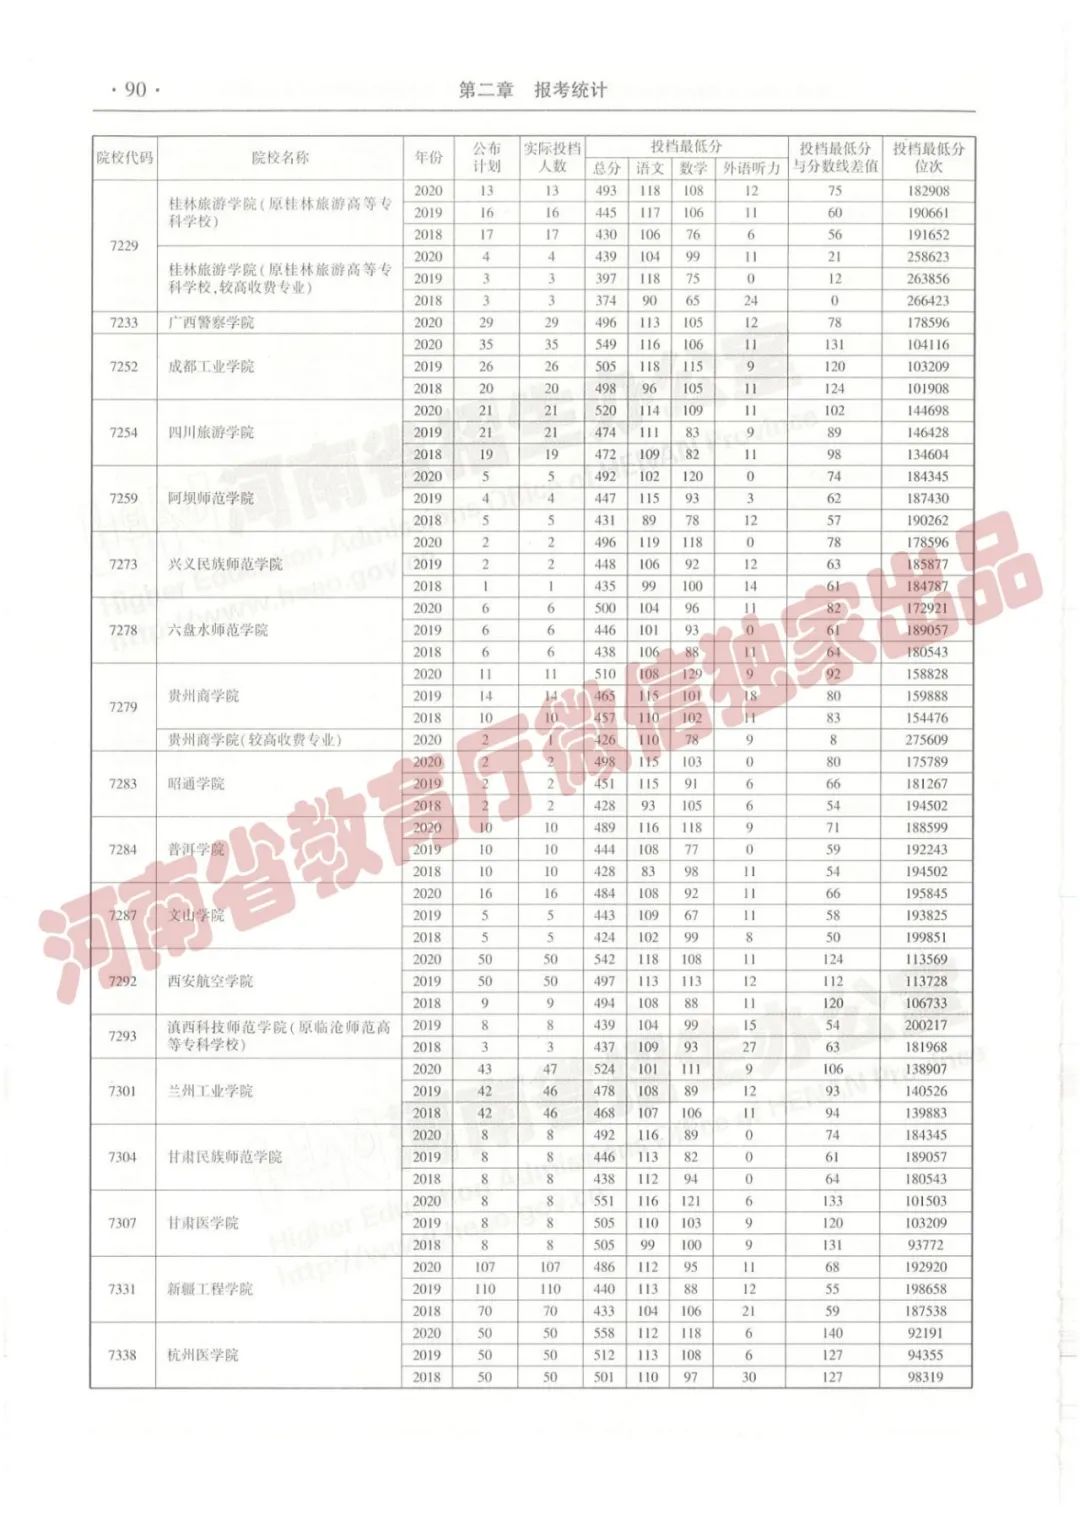 · 90 ·
第二章 报考统计
院校代码 院校名称 年份 公布计划 实际投档人数 投档最低分 投档最低分与分数线差值 投档最低分位次
总分 语文 数学 外语听力
7229 桂林旅游学院(原桂林旅游高等专科学校) 2020 13 13 493 118 108 12 75 182908
2019 16 16 445 117 106 11 60 190661
2018 17 17 430 106 76 6 56 191652
桂林旅游学院(原桂林旅游高等专科学校,较高收费专业) 2020 4 4 439 104 99 11 21 258623
2019 3 3 397 118 75 0 12 263856
2018 3 3 374 90 65 24 0 266423
7233 广西警察学院 2020 29 29 496 113 105 12 78 178596
7252 成都工业学院 2020 35 35 549 116 106 11 131 104116
2019 26 26 505 118 115 9 120 103209
2018 20 20 498 96 105 11 124 101908
7254 四川旅游学院 2020 21 21 520 114 109 11 102 144698
2019 21 21 474 111 83 9 89 146428
2018 19 19 472 109 82 11 98 134604
7259 阿坝师范学院 2020 5 5 492 102 120 0 74 184345
2019 4 4 447 115 93 3 62 187430
2018 5 5 431 89 78 12 57 190262
7273 兴义民族师范学院 2020 2 2 496 119 118 0 78 178596
2019 2 2 448 106 92 12 63 185877
2018 1 1 435 99 100 14 61 184787
7278 六盘水师范学院 2020 6 6 500 104 96 11 82 172921
2019 6 6 446 101 93 0 61 189057
2018 6 6 438 106 88 11 64 180543
7279 贵州商学院 2020 11 11 510 108 129 9 92 158828
2019 14 14 465 115 101 18 80 159888
2018 10 10 457 110 102 11 83 154476
贵州商学院(较高收费专业) 2020 2 1 426 110 78 9 8 275609
7283 昭通学院 2020 2 2 498 115 103 0 80 175789
2019 2 2 451 115 91 6 66 181267
2018 2 2 428 93 105 6 54 194502
7284 普洱学院 2020 10 10 489 116 118 9 71 188599
2019 10 10 444 108 77 0 59 192243
2018 10 10 428 83 98 11 54 194502
7287 文山学院 2020 16 16 484 108 92 11 66 195845
2019 5 5 443 109 67 11 58 193825
2018 5 5 424 102 99 8 50 199851
7292 西安航空学院 2020 50 50 542 118 108 11 124 113569
2019 50 50 497 113 113 12 112 113728
2018 9 9 494 108 88 11 120 106733
7293 滇西科技师范学院(原临沧师范高等专科学校) 2019 8 8 439 104 99 15 54 200217
2018 3 3 437 109 93 27 63 181968
7301 兰州工业学院 2020 43 47 524 101 111 9 106 138907
2019 42 46 478 108 89 12 93 140526
2018 42 46 468 107 106 11 94 139883
7304 甘肃民族师范学院 2020 8 8 492 116 89 0 74 184345
2019 8 8 446 113 82 0 61 189057
2018 8 8 438 112 94 0 64 180543
7307 甘肃医学院 2020 8 8 551 116 121 6 133 101503
2019 8 8 505 110 103 9 120 103209
2018 8 8 505 99 100 9 131 93772
7331 新疆工程学院 2020 107 107 486 112 95 11 68 192920
2019 110 110 440 113 88 12 55 198658
2018 70 70 433 104 106 21 59 187538
7338 杭州医学院 2020 50 50 558 112 118 6 140 92191
2019 50 50 512 113 108 6 127 94355
2018 50 50 501 110 97 30 127 98319
河南省教育厅微信独家出品